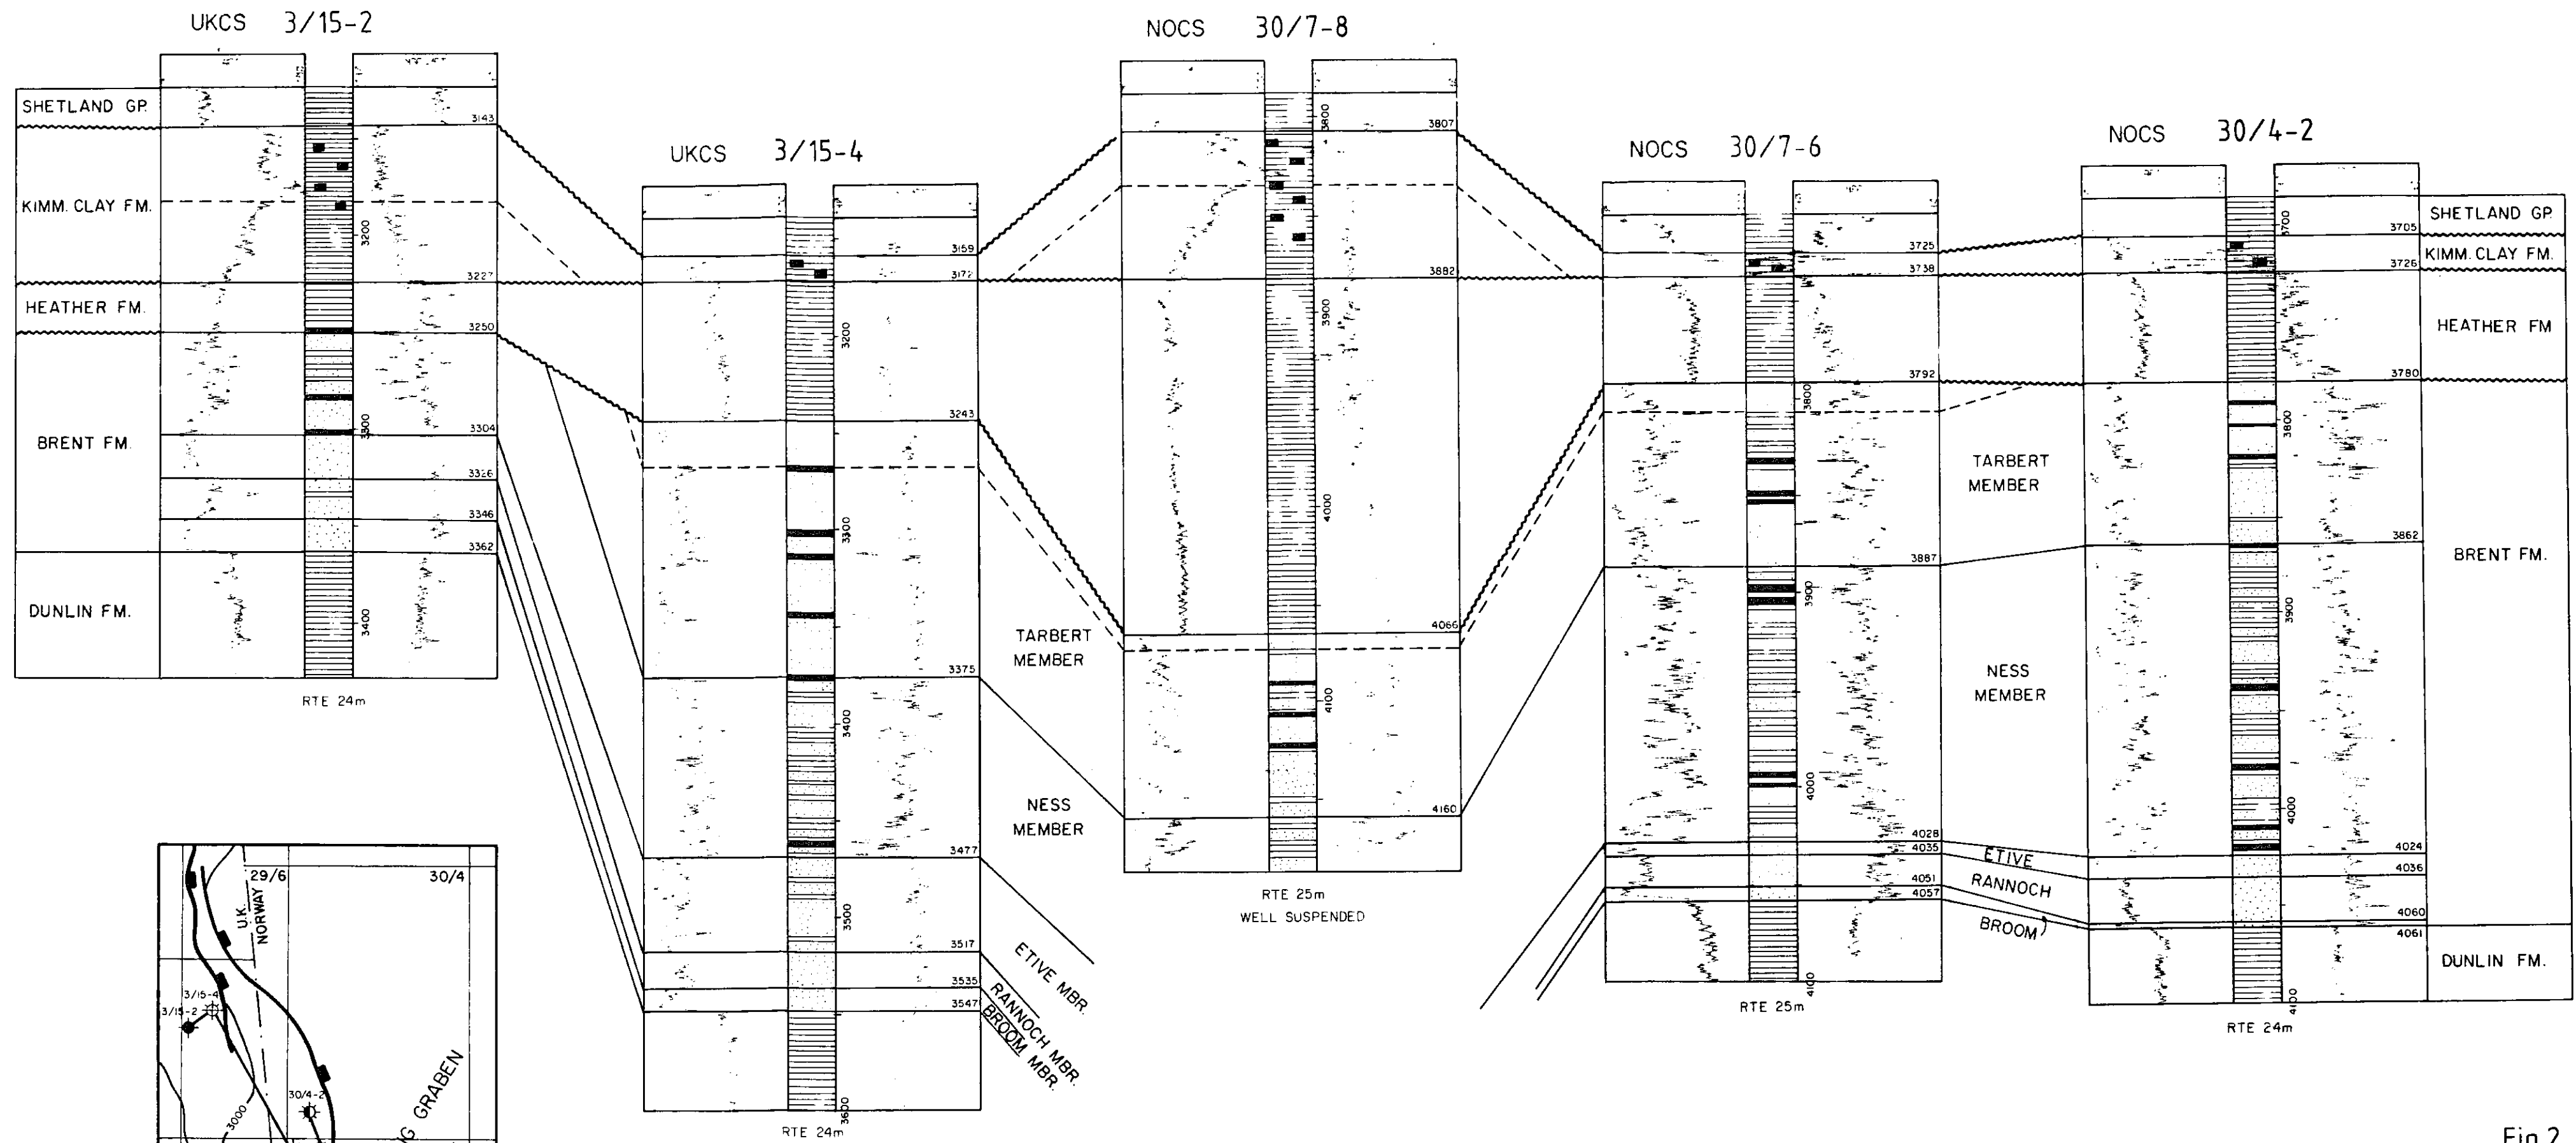 UKCS 3/15-2
SHETLAND GP.
KIMM. CLAY FM.
HEATHER FM.
BRENT FM.
DUNLIN FM.
3143
3227
3250
3304
3326
3346
3362
3200
3300
3400
RTE 24m
UKCS 3/15-4
3159
3172
3243
3375
3477
3517
3535
3547
3200
3300
3400
3500
3600
RTE 24m
TARBERT
MEMBER
NESS
MEMBER
ETIVE MBR.
RANNOCH MBR.
BROOM MBR.
NOCS 30/7-8
3807
3882
4066
4160
3800
3900
4000
4100
RTE 25m
WELL SUSPENDED
NOCS 30/7-6
3725
3738
3792
3887
4028
4035
4051
4057
3800
3900
4000
4100
RTE 25m
TARBERT
MEMBER
NESS
MEMBER
ETIVE
RANNOCH
BROOM
NOCS 30/4-2
3705
3726
3780
3862
4024
4036
4060
4061
3700
3800
3900
4000
4100
RTE 24m
SHETLAND GP.
KIMM. CLAY FM.
HEATHER FM
BRENT FM.
DUNLIN FM.
29/6
30/4
U.K.
NORWAY
3/15-4
3/15-2
30/4-2
3000
G GRABEN
Fig.2